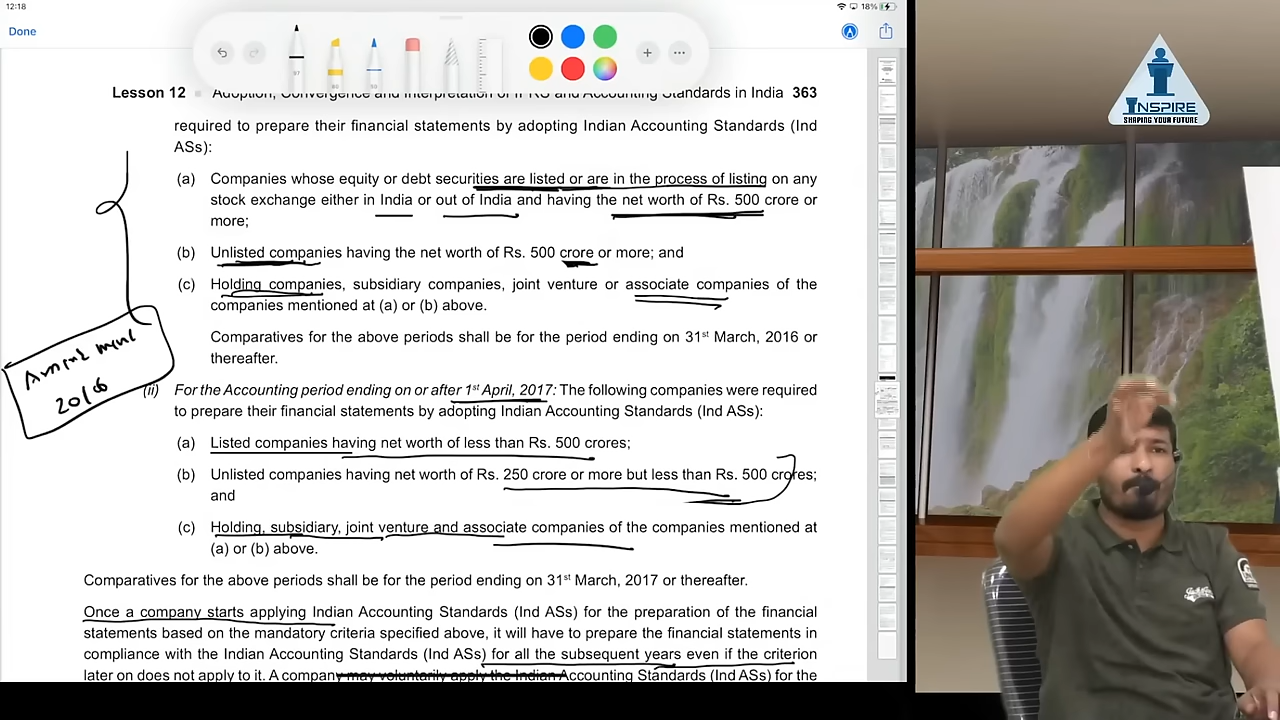 12:18
18%
Done
97
Lesson 12 Adoption, Convergence and Interpretation of IFRS and Accounting Standards in India 363
quired to prepare their financial statements by adopting Indian Accounting Standards (Ind
ASs):
(a) Companies whose equity or debt securities are listed or are in the process of listing on any
stock exchange either in India or out of India and having the net worth of Rs. 500 crore or
more;
Unlisted companies having the net worth of Rs. 500 crore or more; and
Holding companies, subsidiary companies, joint venture or associate companies of the
companies mentioned at (a) or (b) above.
Comparatives for the above periods shall be for the period ending on 31st March, 2016 or
thereafter.
2016
(ii) the Accounting period beginning on or after 1st April, 2017: The following companies were required
prepare their financial statements by adopting Indian Accounting Standards (Ind ASs):
(a) Listed companies having net worth of less than Rs. 500 crores;
(b) Unlisted companies having net worth of Rs. 250 crore or more but less than Rs. 500 crores;
and
Holding, subsidiary, joint venture and associate companies of the companies mentioned at
(a) or (b) above.
Comparatives for the above periods shall be for the period ending on 31st March, 2017 or thereafter.
Once a company starts applying Indian Accounting Standards (Ind ASs) for the preparation of the financial
statements based on the mandatory criteria specified above, it will have to prepare the financial statements in
compliance with the Indian Accounting Standards (Ind ASs) for all the subsequent years even if the criterion
may voluntarily apply the Indian Accounting Standards (Ind ASs) for the
INSPIRE
SHAPING YOUR FUTURE